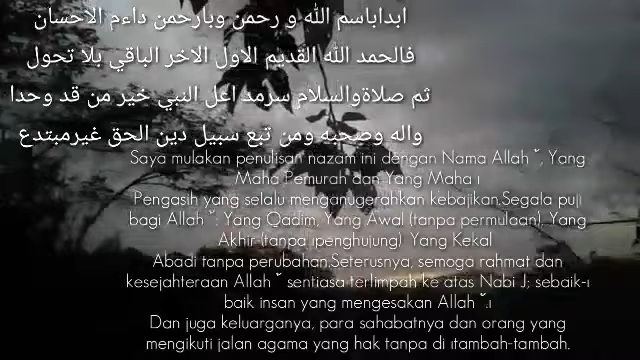 ابداباسم الله و رحمن وبارحمن داءم الاحسان
فالحمد الله القديم الاول الاخر الباقي بلا تحول
ثم صلاةوالسلام سرمد اعل النبي خير من قد وحدا
واله وصحبه ومن تبع سبيل دين الحق غيرمبتدع
Saya mulakan penulisan nazam ini dengan Nama Allah ˇ, Yang
Maha Pemurah dan Yang Maha ı
Pengasih yang selalu menganugerahkan kebajikan.Segala puji
bagi Allah ˇ: Yang Qadim, Yang Awal (tanpa permulaan), Yang
Akhir (tanpa ıpenghujung) Yang Kekal
Abadi tanpa perubahan.Seterusnya, semoga rahmat dan
kesejahteraan Allah ˇ sentiasa terlimpah ke atas Nabi J; sebaik-ı
baik insan yang mengesakan Allah ˇ.ı
Dan juga keluarganya, para sahabatnya dan orang yang
mengikuti jalan agama yang hak tanpa di ıtambah-tambah.